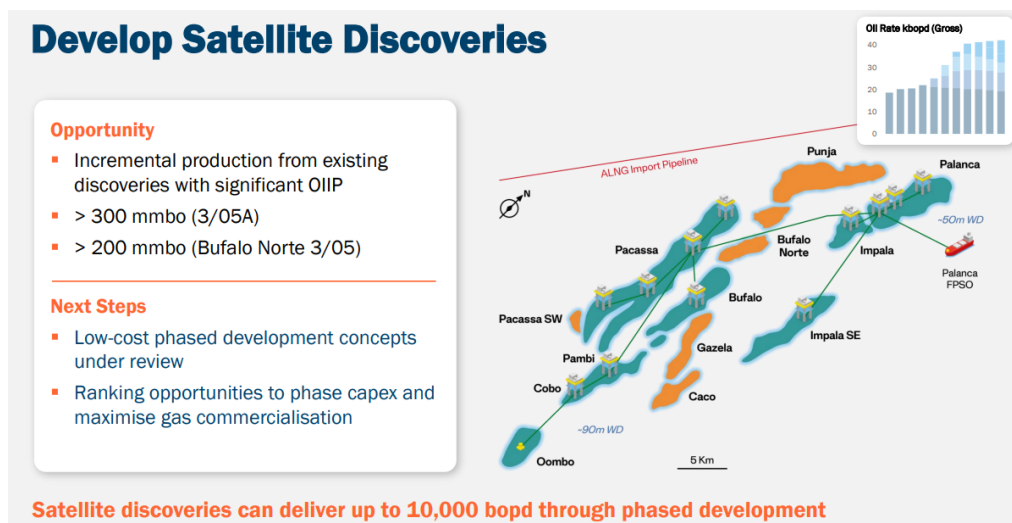 Develop Satellite Discoveries
Oil Rate kbopd (Gross)
40
30
20
10
0
Opportunity
▪ Incremental production from existing
discoveries with significant OIIP
▪ > 300 mmbo (3/05A)
▪ > 200 mmbo (Bufalo Norte 3/05)
Next Steps
▪ Low-cost phased development concepts
under review
▪ Ranking opportunities to phase capex and
maximise gas commercialisation
ALNG Import Pipeline
N
Punja
Palanca
~50m WD
Pacassa
Bufalo
Norte
Impala
Palanca
FPSO
Bufalo
Pacassa SW
Impala SE
Gazela
Pambi
Cobo
Caco
~90m WD
Oombo
5 Km
Satellite discoveries can deliver up to 10,000 bopd through phased development